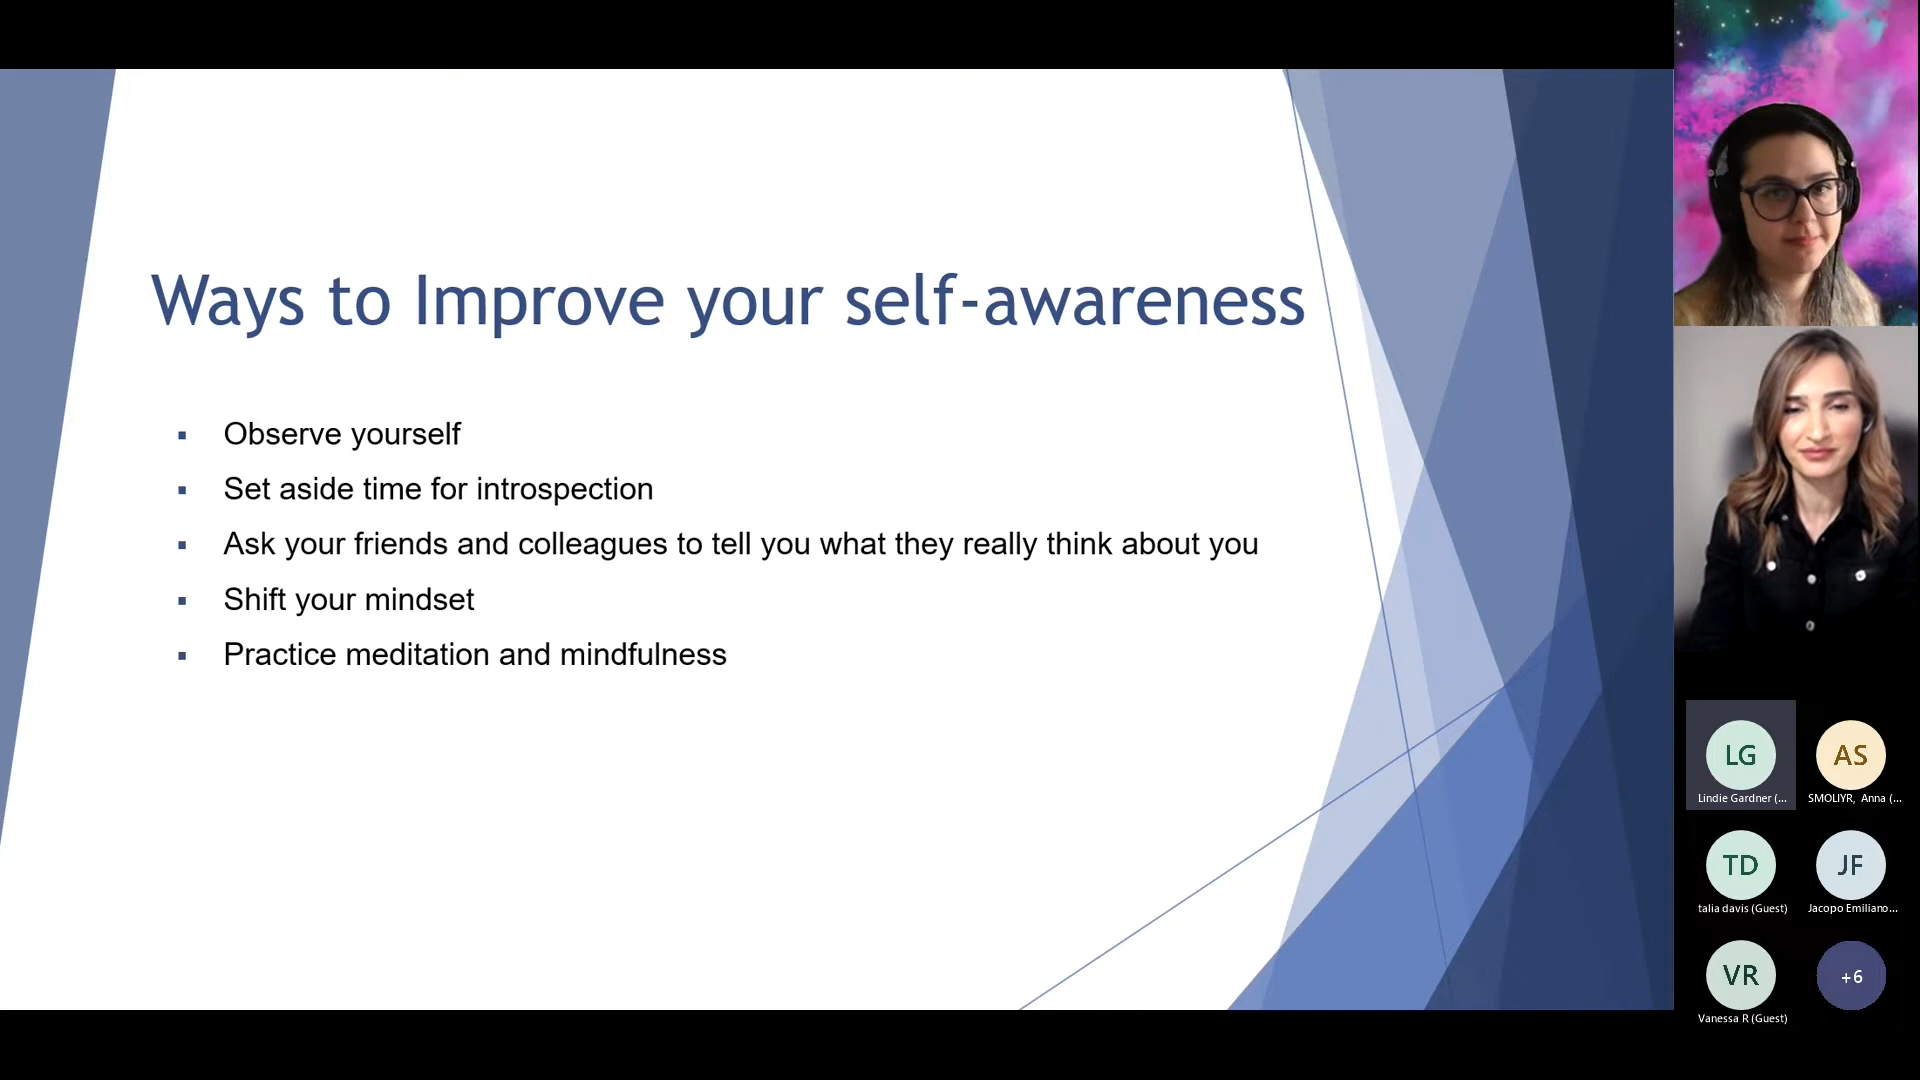 Ways to Improve your self-awareness
Observe yourself
Set aside time for introspection
Ask your friends and colleagues to tell you what they really think about you
Shift your mindset
Practice meditation and mindfulness
LG
Lindie Gardner (...
AS
SMOLIYR, Anna (...
TD
talia davis (Guest)
JF
Jacopo Emiliano...
VR
Vanessa R (Guest)
+6